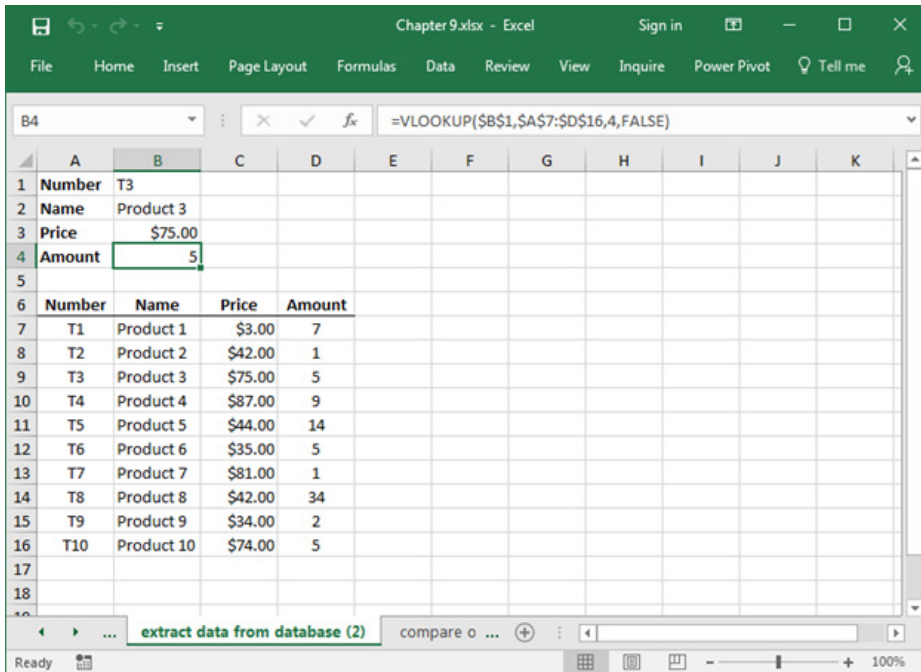 Chapter 9.xlsx - Excel Sign in
File Home Insert Page Layout Formulas Data Review View Inquire Power Pivot Tell me
B4 fx =VLOOKUP($B$1,$A$7:$D$16,4,FALSE)
A B C D E F G H I J K
1 Number T3
2 Name Product 3
3 Price $75.00
4 Amount 5
5
6 Number Name Price Amount
7 T1 Product 1 $3.00 7
8 T2 Product 2 $42.00 1
9 T3 Product 3 $75.00 5
10 T4 Product 4 $87.00 9
11 T5 Product 5 $44.00 14
12 T6 Product 6 $35.00 5
13 T7 Product 7 $81.00 1
14 T8 Product 8 $42.00 34
15 T9 Product 9 $34.00 2
16 T10 Product 10 $74.00 5
17
18
... extract data from database (2) compare o ...
Ready 100%